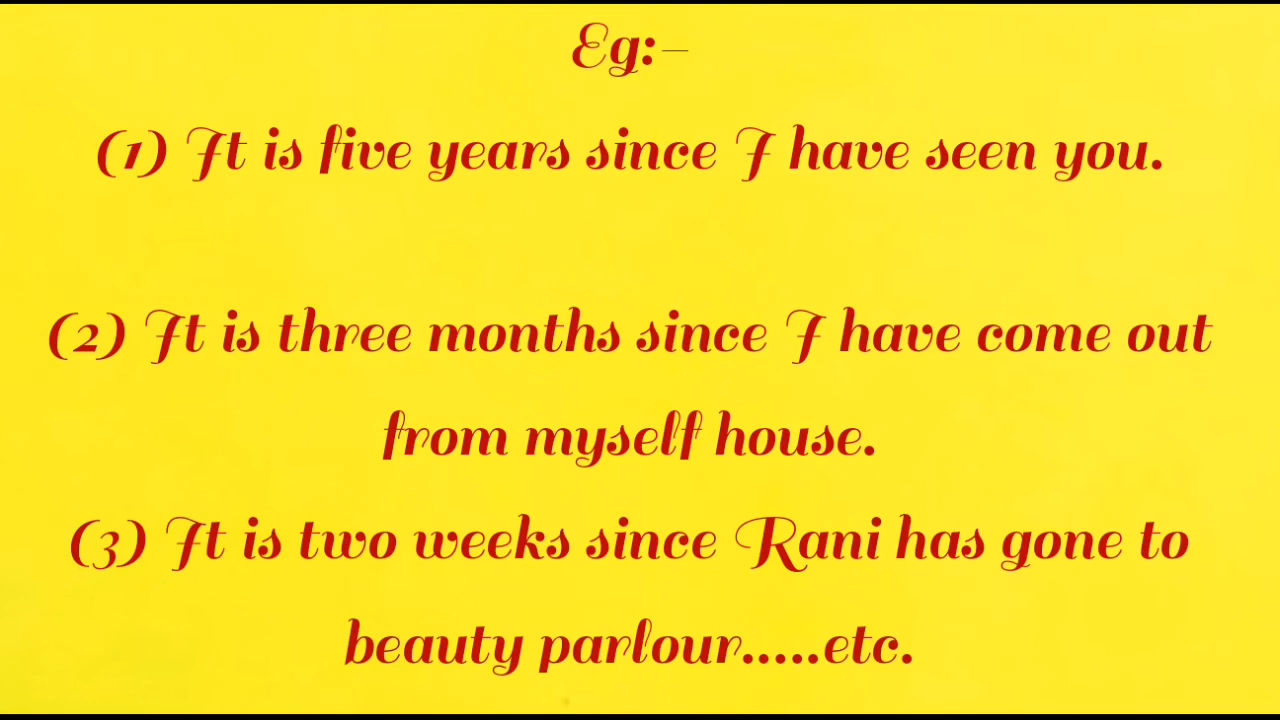 Eg:–
(1) It is five years since I have seen you.
(2) It is three months since I have come out
from myself house.
(3) It is two weeks since Rani has gone to
beauty parlour.....etc.